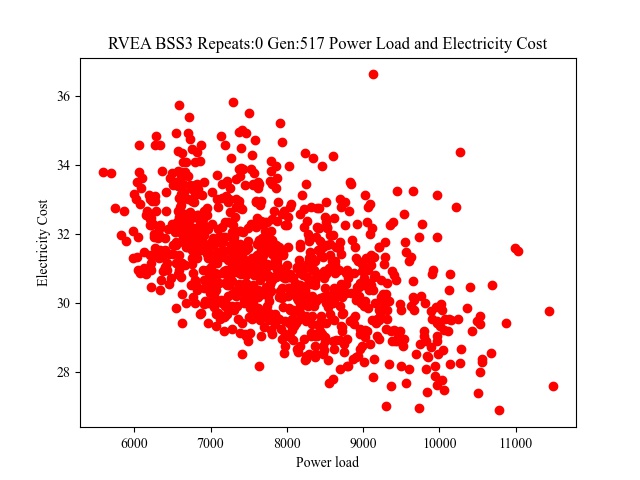 RVEA BSS3 Repeats:0 Gen:517 Power Load and Electricity Cost
36
34
32
30
28
Electricity Cost
6000 7000 8000 9000 10000 11000
Power load